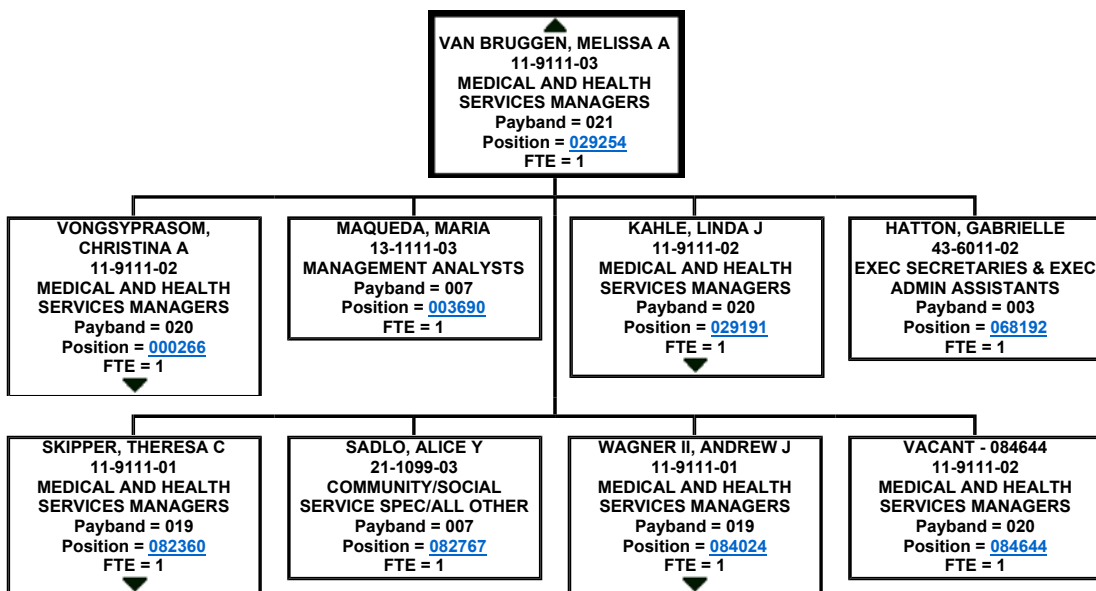 VAN BRUGGEN, MELISSA A
11-9111-03
MEDICAL AND HEALTH
SERVICES MANAGERS
Payband = 021
Position = 029254
FTE = 1
VONGSYPRASOM,
CHRISTINA A
11-9111-02
MEDICAL AND HEALTH
SERVICES MANAGERS
Payband = 020
Position = 000266
FTE = 1
MAQUEDA, MARIA
13-1111-03
MANAGEMENT ANALYSTS
Payband = 007
Position = 003690
FTE = 1
KAHLE, LINDA J
11-9111-02
MEDICAL AND HEALTH
SERVICES MANAGERS
Payband = 020
Position = 029191
FTE = 1
HATTON, GABRIELLE
43-6011-02
EXEC SECRETARIES & EXEC
ADMIN ASSISTANTS
Payband = 003
Position = 068192
FTE = 1
SKIPPER, THERESA C
11-9111-01
MEDICAL AND HEALTH
SERVICES MANAGERS
Payband = 019
Position = 082360
FTE = 1
SADLO, ALICE Y
21-1099-03
COMMUNITY/SOCIAL
SERVICE SPEC/ALL OTHER
Payband = 007
Position = 082767
FTE = 1
WAGNER II, ANDREW J
11-9111-01
MEDICAL AND HEALTH
SERVICES MANAGERS
Payband = 019
Position = 084024
FTE = 1
VACANT - 084644
11-9111-02
MEDICAL AND HEALTH
SERVICES MANAGERS
Payband = 020
Position = 084644
FTE = 1